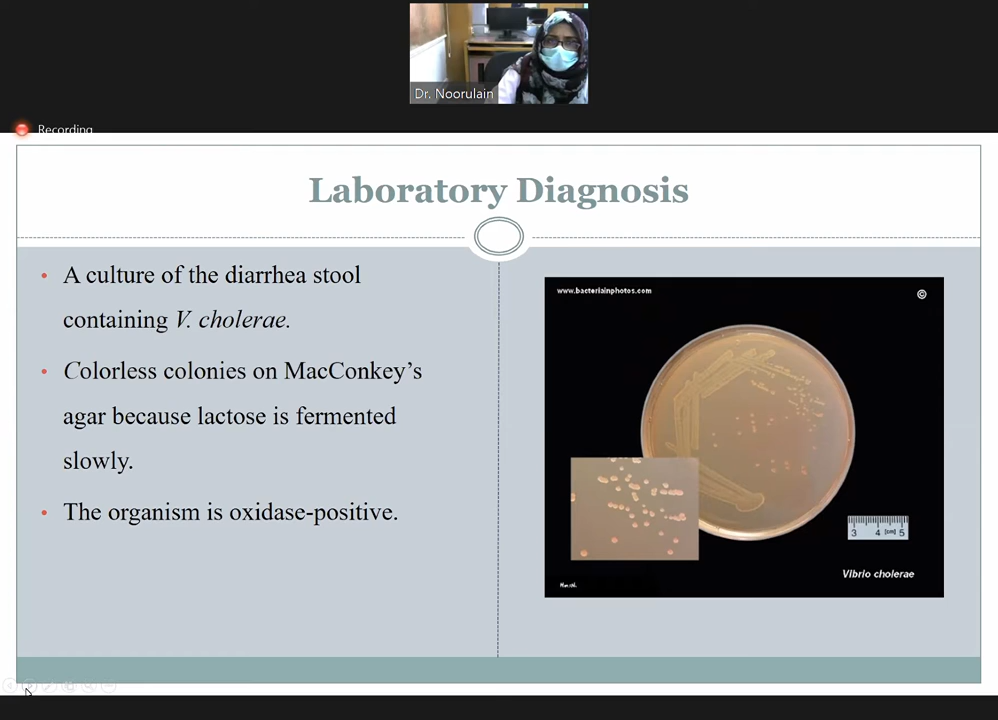 Dr. Noorulain
Recording
Laboratory Diagnosis
• A culture of the diarrhea stool
containing V. cholerae.
• Colorless colonies on MacConkey’s
agar because lactose is fermented
slowly.
• The organism is oxidase-positive.
www.bacteriainphotos.com
©
3 4 [cm] 5
Vibrio cholerae